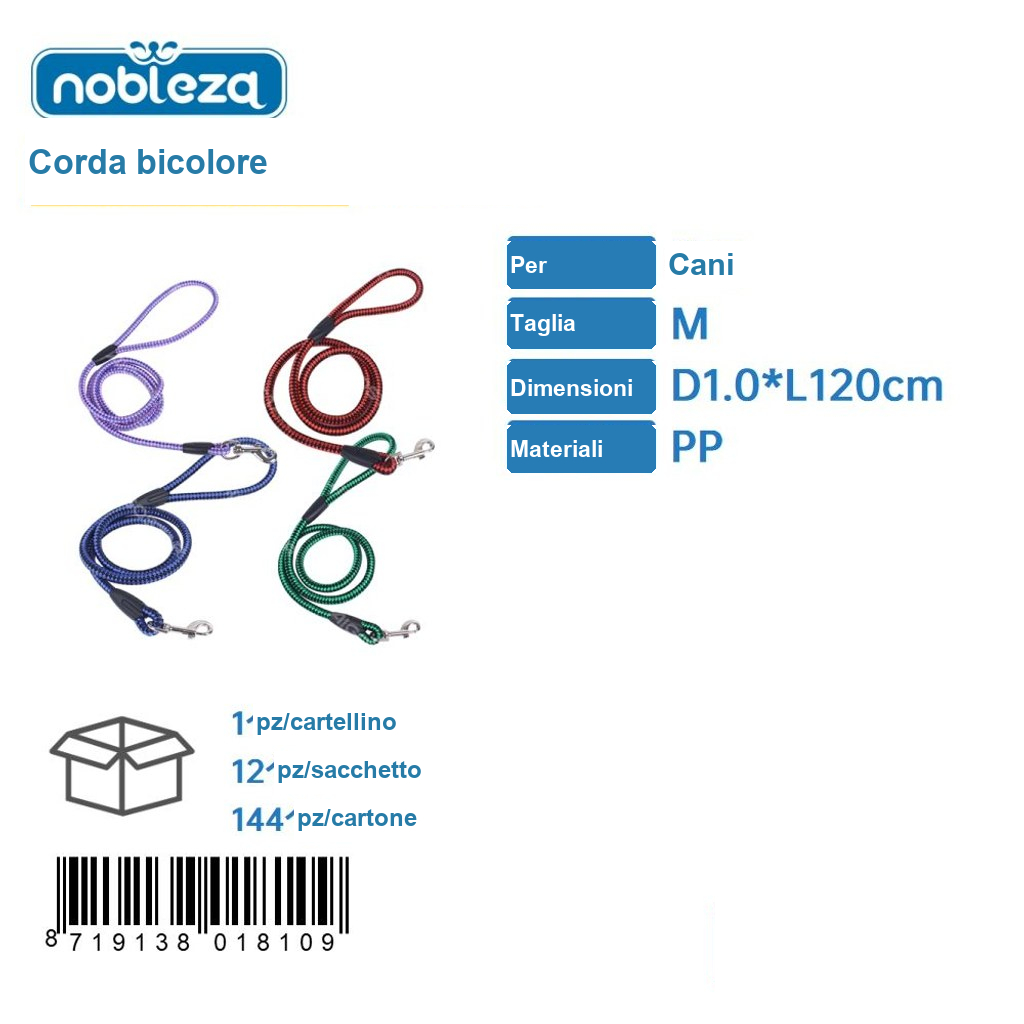 nobleza
Corda bicolore
Per Cani
Taglia M
Dimensioni D1.0*L120cm
Materiali PP
1 pz/cartellino
12 pz/sacchetto
144 pz/cartone
8 719138 018109